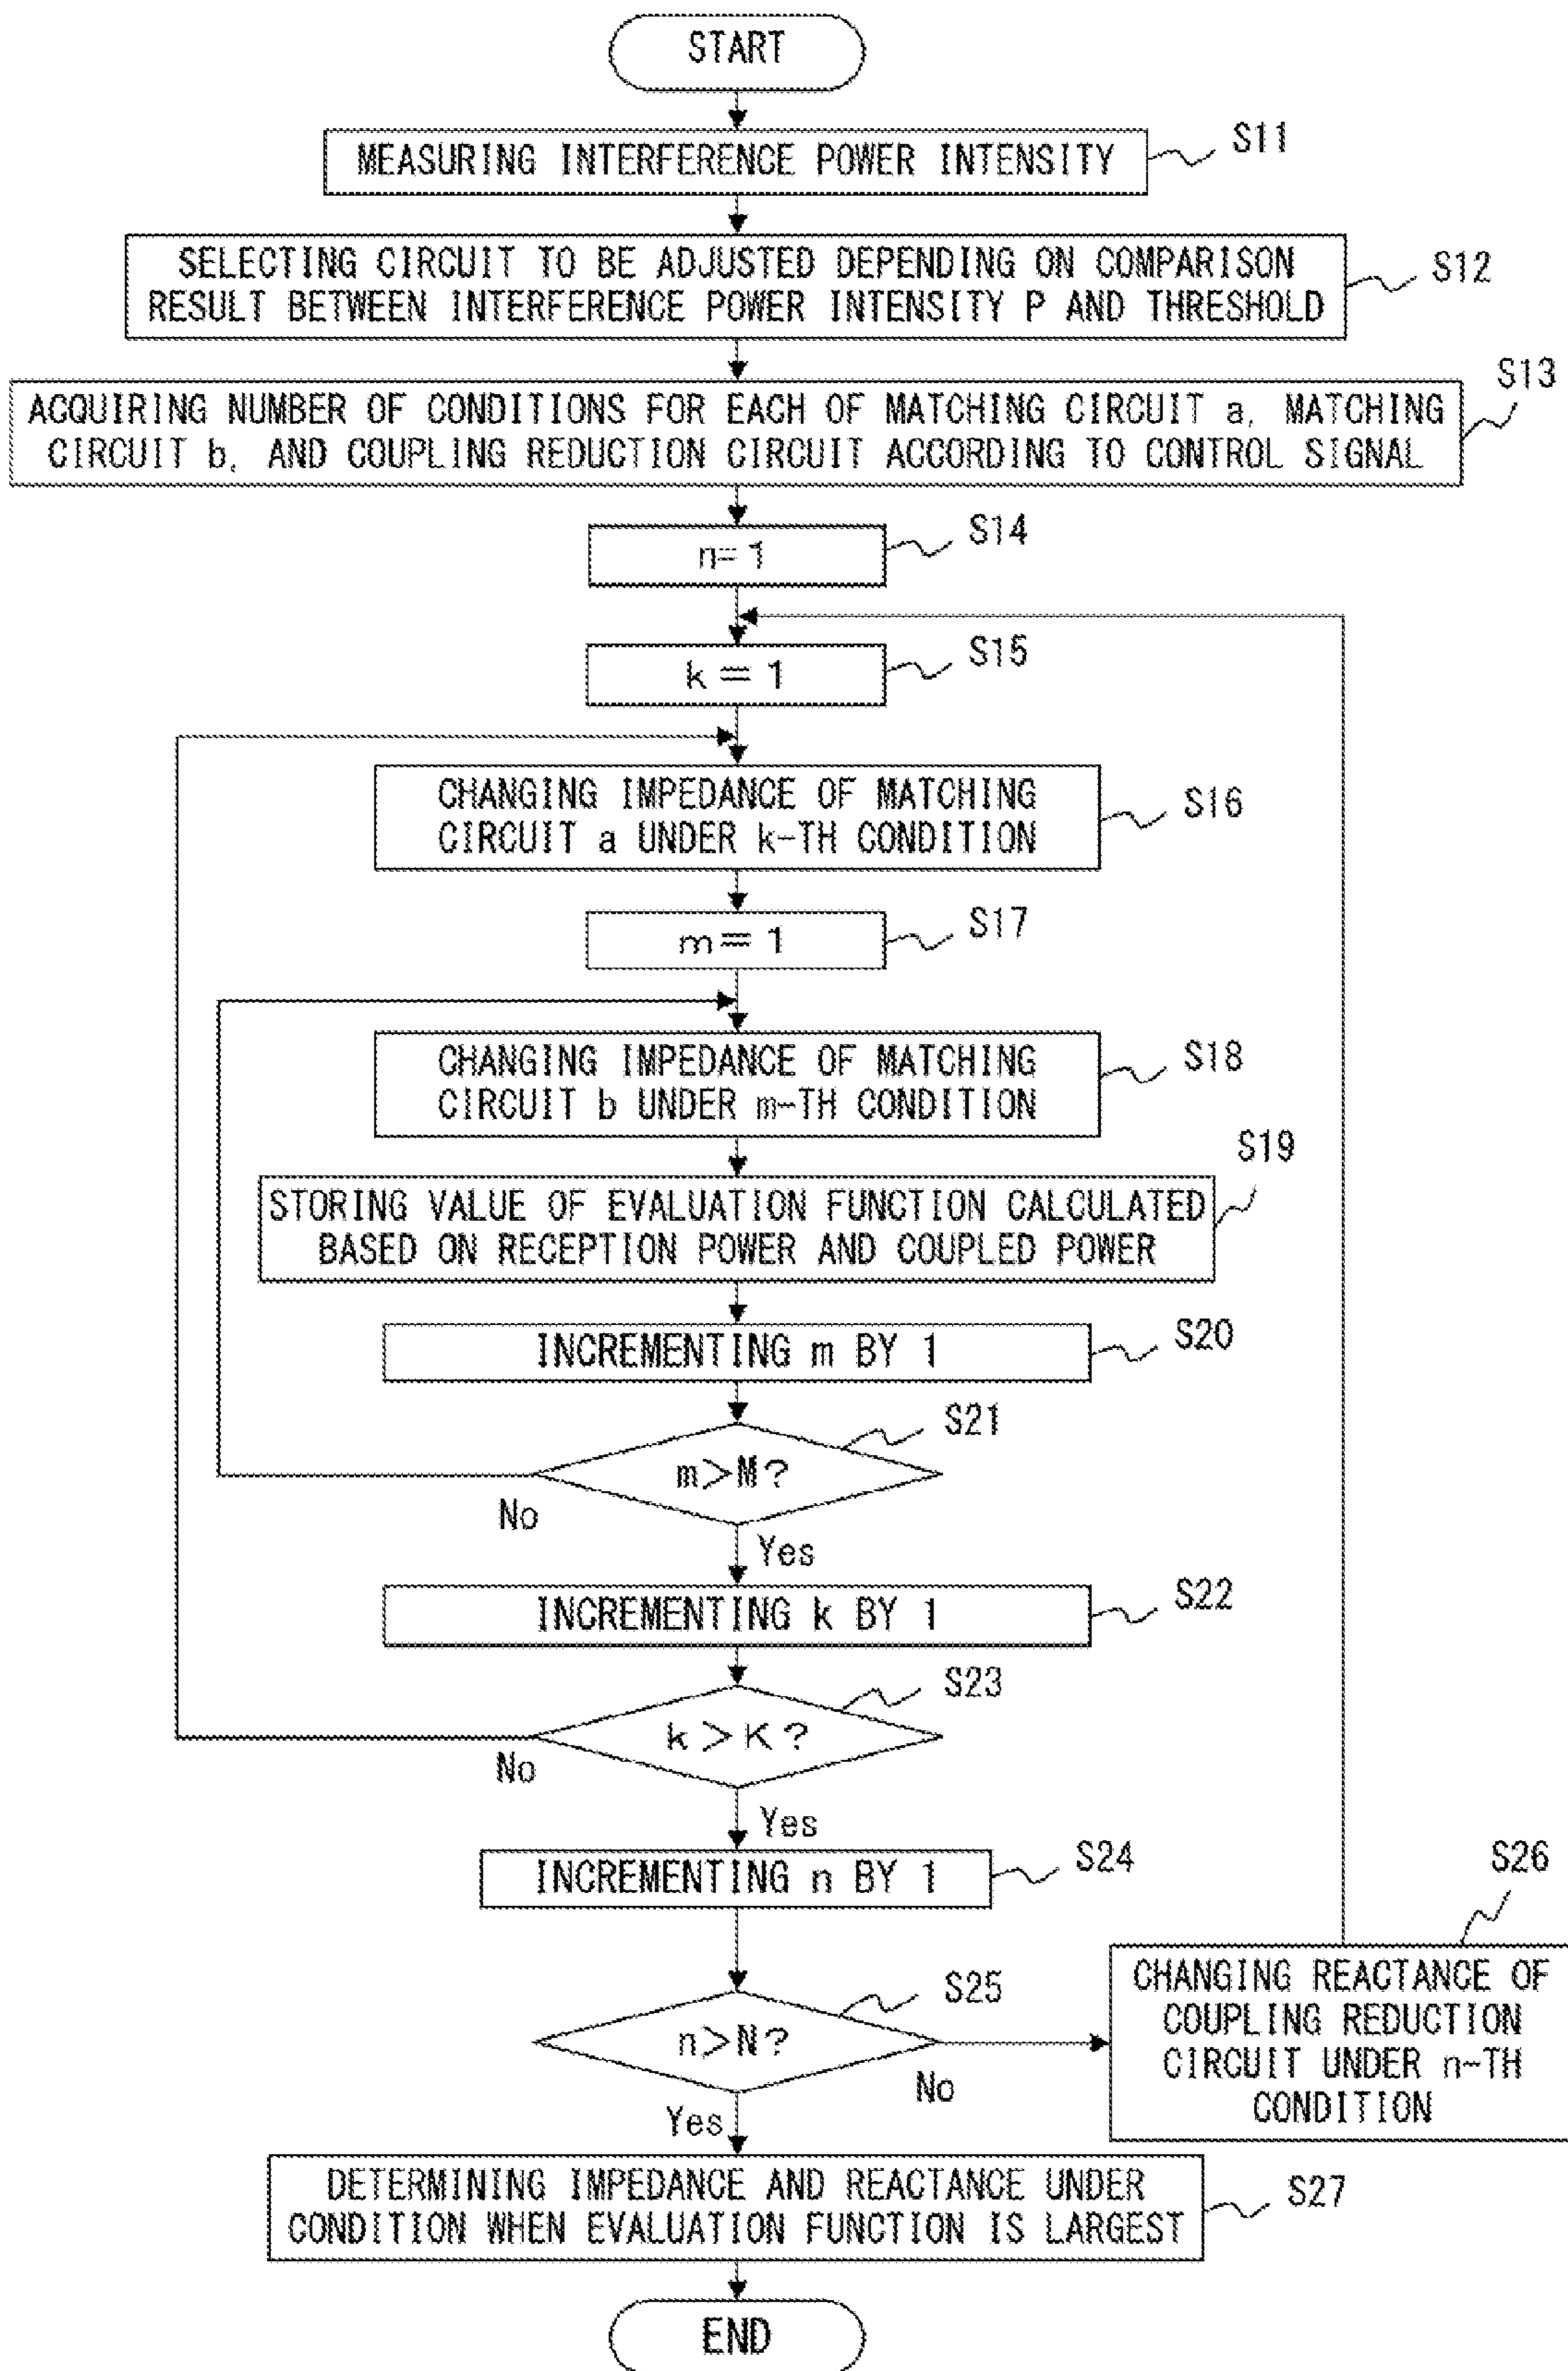 START
MEASURING INTERFERENCE POWER INTENSITY
S11
SELECTING CIRCUIT TO BE ADJUSTED DEPENDING ON COMPARISON
RESULT BETWEEN INTERFERENCE POWER INTENSITY P AND THRESHOLD
S12
ACQUIRING NUMBER OF CONDITIONS FOR EACH OF MATCHING CIRCUIT a, MATCHING
CIRCUIT b, AND COUPLING REDUCTION CIRCUIT ACCORDING TO CONTROL SIGNAL
S13
n=1
S14
k=1
S15
CHANGING IMPEDANCE OF MATCHING
CIRCUIT a UNDER k-TH CONDITION
S16
m=1
S17
CHANGING IMPEDANCE OF MATCHING
CIRCUIT b UNDER m-TH CONDITION
S18
STORING VALUE OF EVALUATION FUNCTION CALCULATED
BASED ON RECEPTION POWER AND COUPLED POWER
S19
INCREMENTING m BY 1
S20
m>M?
S21
No
Yes
INCREMENTING k BY 1
S22
k>K?
S23
No
Yes
INCREMENTING n BY 1
S24
n>N?
S25
No
Yes
CHANGING REACTANCE OF
COUPLING REDUCTION
CIRCUIT UNDER n-TH
CONDITION
S26
DETERMINING IMPEDANCE AND REACTANCE UNDER
CONDITION WHEN EVALUATION FUNCTION IS LARGEST
S27
END